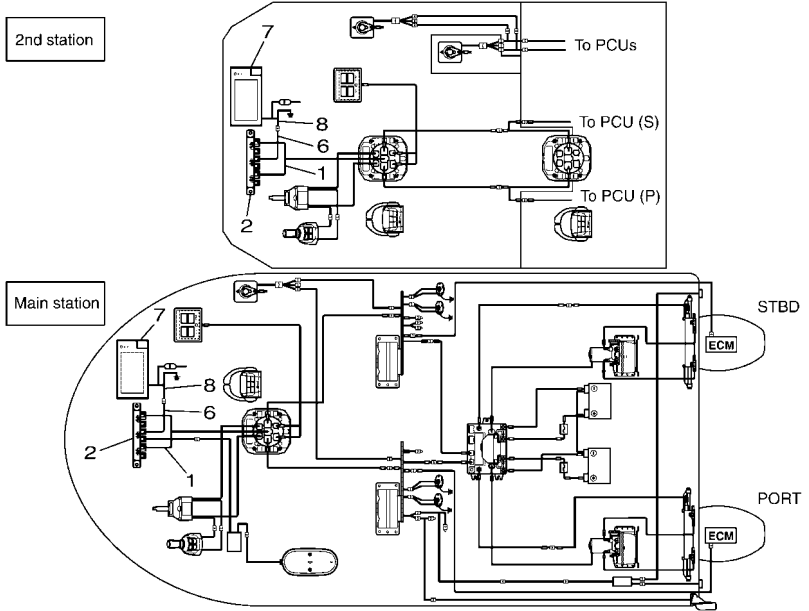 2nd station
7
To PCUs
8
To PCU (S)
6
1
2
To PCU (P)
Main station
7
STBD
ECM
8
6
2
1
PORT
ECM